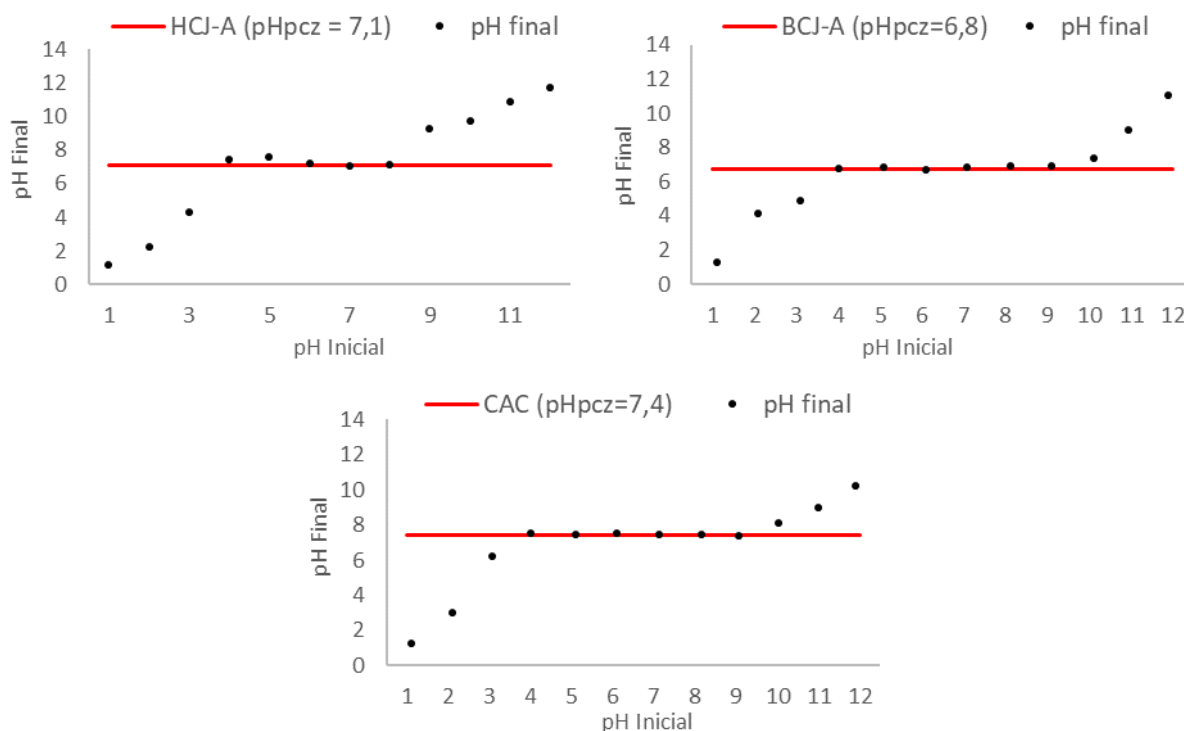 HCJ-A (pHpcz = 7,1) pH final
14
12
10
8
6
4
2
0
pH Final
1 3 5 7 9 11
pH Inicial
BCJ-A (pHpcz=6,8) pH final
14
12
10
8
6
4
2
0
pH Final
1 2 3 4 5 6 7 8 9 10 11 12
pH Inicial
CAC (pHpcz=7,4) pH final
14
12
10
8
6
4
2
0
pH Final
1 2 3 4 5 6 7 8 9 10 11 12
pH Inicial